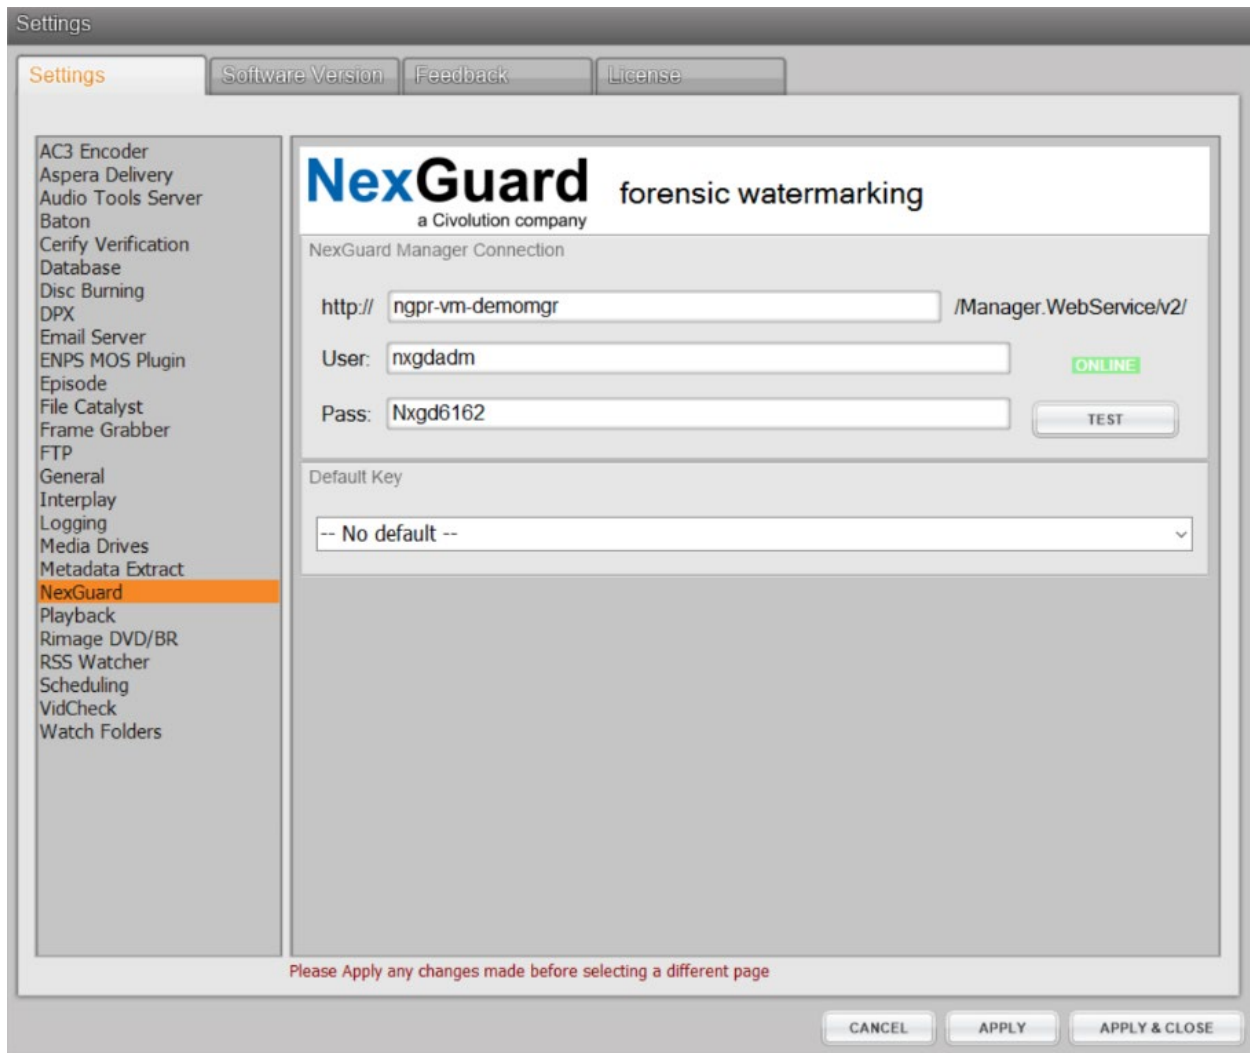 Settings
Settings
Software Version
Feedback
License
AC3 Encoder
Aspera Delivery
Audio Tools Server
Baton
Cerify Verification
Database
Disc Burning
DPX
Email Server
ENPS MOS Plugin
Episode
File Catalyst
Frame Grabber
FTP
General
Interplay
Logging
Media Drives
Metadata Extract
NexGuard
Playback
Rimage DVD/BR
RSS Watcher
Scheduling
VidCheck
Watch Folders
NexGuard forensic watermarking
a Civolution company
NexGuard Manager Connection
http:// ngpr-vm-demomgr /Manager.WebService/v2/
User: nxgdadm ONLINE
Pass: Nxgd6162 TEST
Default Key
-- No default --
Please Apply any changes made before selecting a different page
CANCEL APPLY APPLY & CLOSE